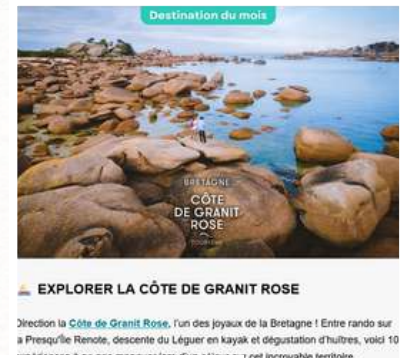 Destination du mois
BRETAGNE
CÔTE
DE GRANIT
ROSE
TOURISME
EXPLORER LA CÔTE DE GRANIT ROSE
Direction la Côte de Granit Rose, l'un des joyaux de la Bretagne ! Entre rando sur
a Presqu'île Renote, descente du Léguer en kayak et dégustation d'huîtres, voici 10
cet incroyable territoire